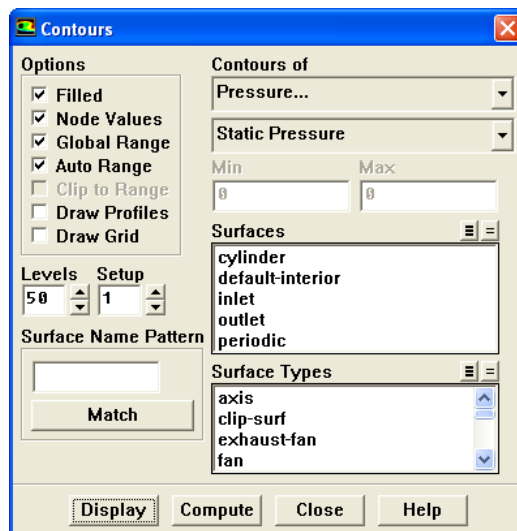 Contours
Options
Filled
Node Values
Global Range
Auto Range
Clip to Range
Draw Profiles
Draw Grid
Levels Setup
50 1
Surface Name Pattern
Match
Contours of
Pressure...
Static Pressure
Min Max
0 0
Surfaces
cylinder
default-interior
inlet
outlet
periodic
Surface Types
axis
clip-surf
exhaust-fan
fan
Display Compute Close Help